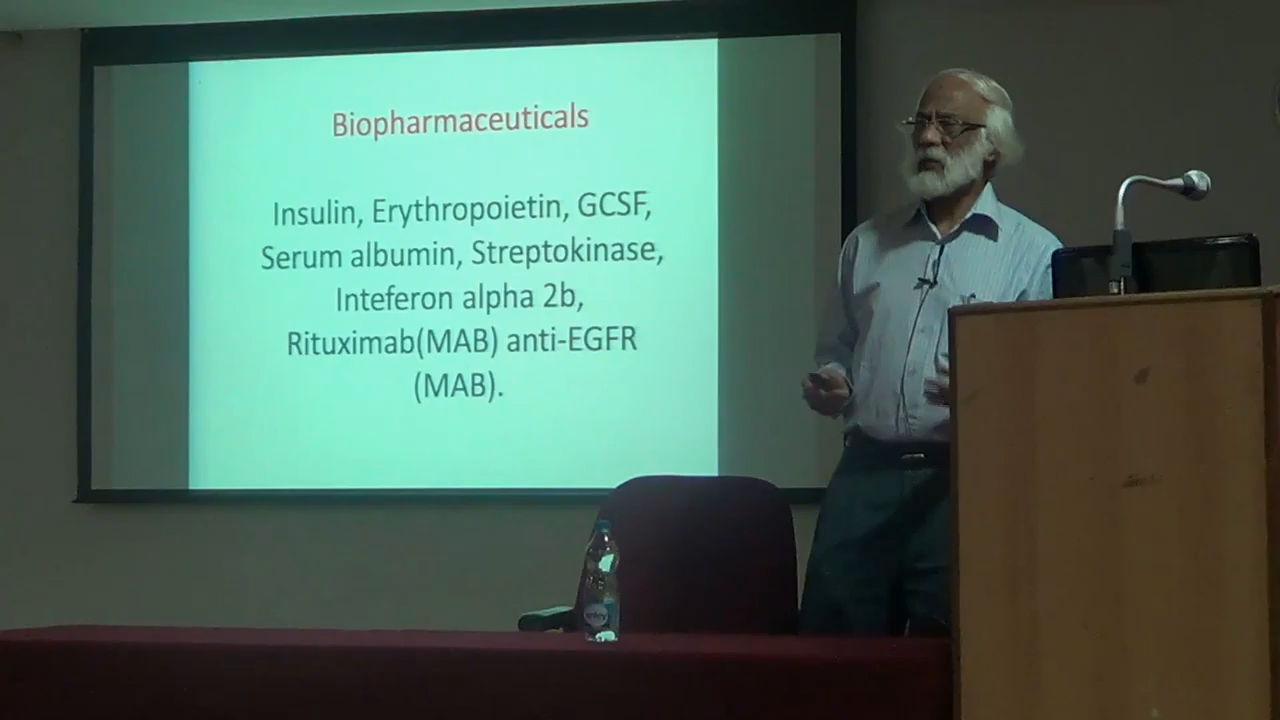 Biopharmaceuticals
Insulin, Erythropoietin, GCSF,
Serum albumin, Streptokinase,
Inteferon alpha 2b,
Rituximab(MAB) anti-EGFR
(MAB).